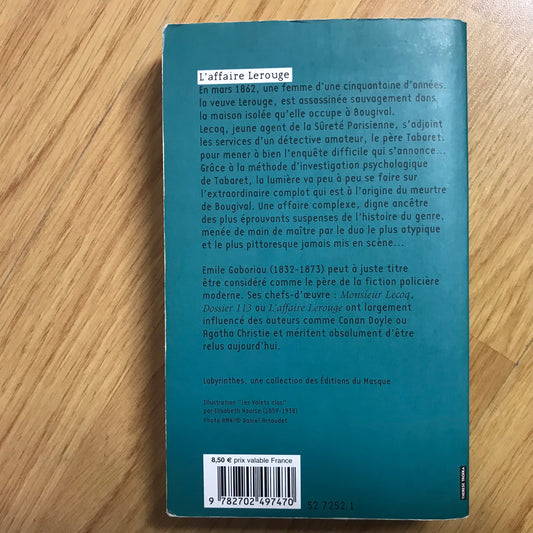 L'affaire Lerouge
En mars 1862, une femme d'une cinquantaine d'années,
la veuve Lerouge, est assassinée sauvagement dans
la maison isolée qu'elle occupe à Bougival.
Lecoq, jeune agent de la Sûreté Parisienne, s'adjoint
les services d'un détective amateur, le père Tabaret,
pour mener à bien l'enquête difficile qui s'annonce...
Grâce à la méthode d'investigation psychologique
de Tabaret, la lumière va peu à peu se faire sur
l'extraordinaire complot qui est à l'origine du meurtre
de Bougival. Une affaire complexe, digne ancêtre
des plus éprouvants suspenses de l'histoire du genre,
menée de main de maître par le duo le plus atypique
et le plus pittoresque jamais mis en scène...
Emile Gaboriau (1832-1873) peut à juste titre
être considéré comme le père de la fiction policière
moderne. Ses chefs-d'œuvre : Monsieur Lecoq,
Dossier 113 ou L'affaire Lerouge ont largement
influencé des auteurs comme Conan Doyle ou
Agatha Christie et méritent absolument d'être
relus aujourd'hui.
Labyrinthes, une collection des Éditions du Masque
Illustration "Les Volets clos"
par Elisabeth Nourse (1859-1938)
Photo RMN/© Daniel Arnaudet
8,50 € prix valable France
9 782702 497470
52 7252 1